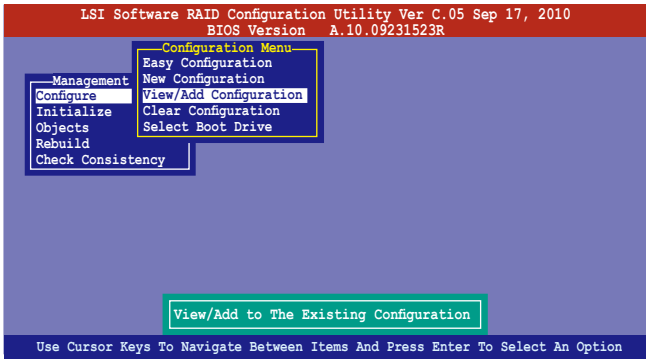 LSI Software RAID Configuration Utility Ver C.05 Sep 17, 2010
BIOS Version A.10.09231523R
Configuration Menu
Easy Configuration
New Configuration
View/Add Configuration
Clear Configuration
Select Boot Drive
Management
Configure
Initialize
Objects
Rebuild
Check Consistency
View/Add to The Existing Configuration
Use Cursor Keys To Navigate Between Items And Press Enter To Select An Option